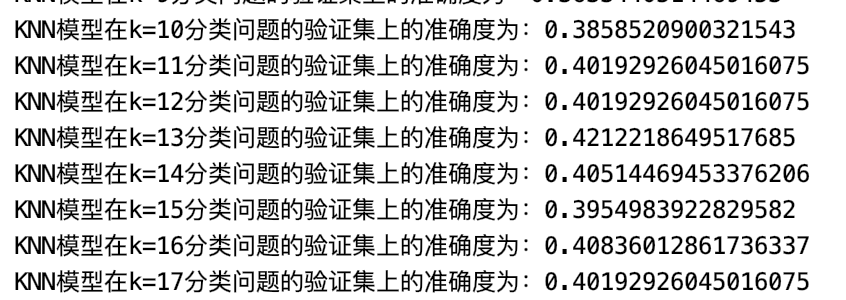 KNN模型在k=10分类问题的验证集上的准确度为：0.3858520900321543
KNN模型在k=11分类问题的验证集上的准确度为：0.40192926045016075
KNN模型在k=12分类问题的验证集上的准确度为：0.40192926045016075
KNN模型在k=13分类问题的验证集上的准确度为：0.4212218649517685
KNN模型在k=14分类问题的验证集上的准确度为：0.40514469453376206
KNN模型在k=15分类问题的验证集上的准确度为：0.3954983922829582
KNN模型在k=16分类问题的验证集上的准确度为：0.40836012861736337
KNN模型在k=17分类问题的验证集上的准确度为：0.40192926045016075